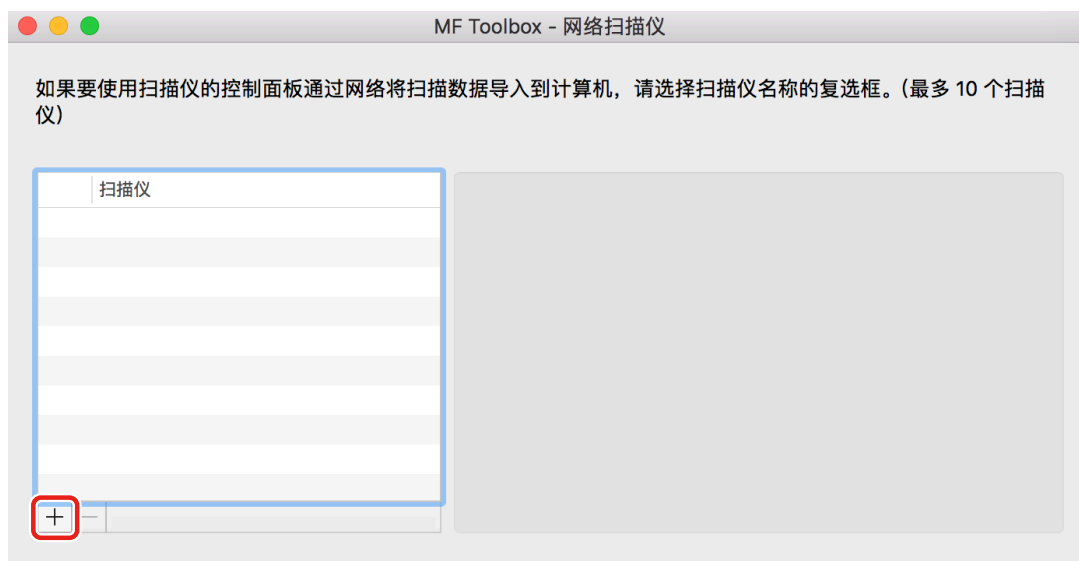 MF Toolbox - 网络扫描仪
如果要使用扫描仪的控制面板通过网络将扫描数据导入到计算机，请选择扫描仪名称的复选框。（最多 10 个扫描
仪）
扫描仪